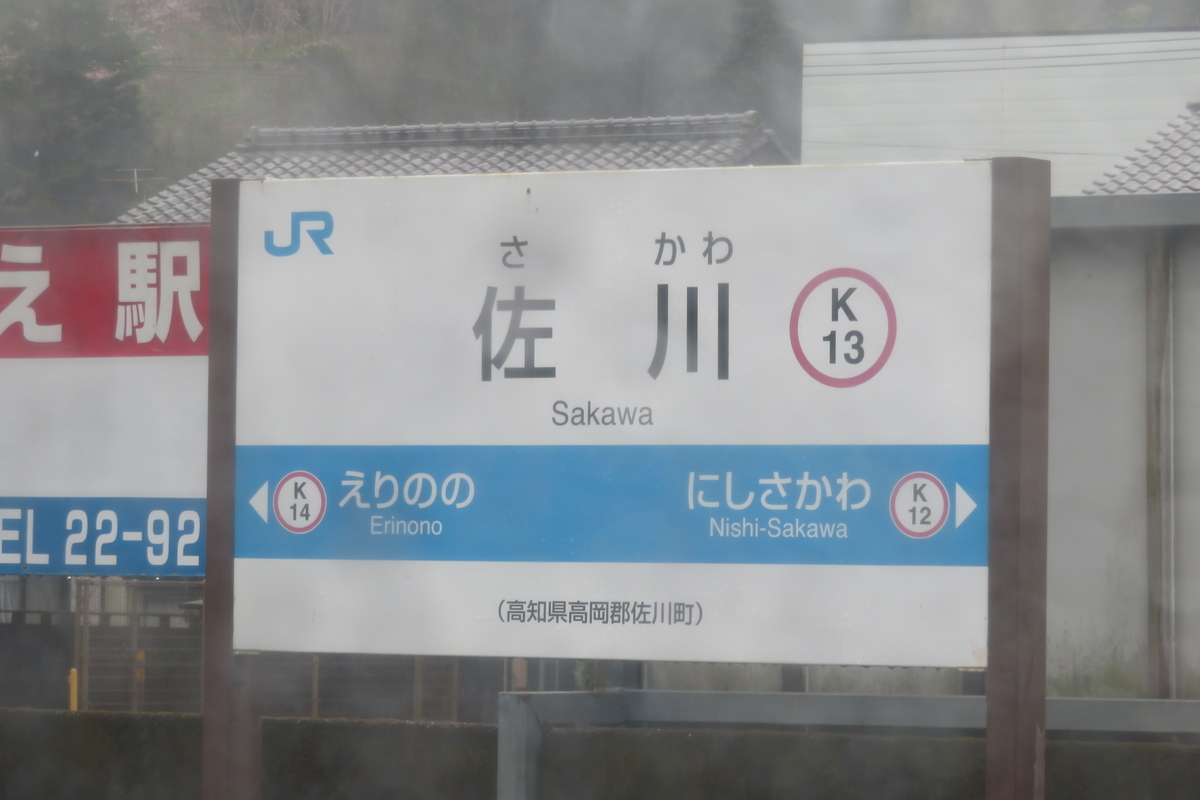 JR
さ かわ
佐 川
K
13
Sakawa
K
14
えりのの
Erinono
にしさかわ
Nishi-Sakawa
K
12
(高知県高岡郡佐川町)
え 駅
EL 22-92